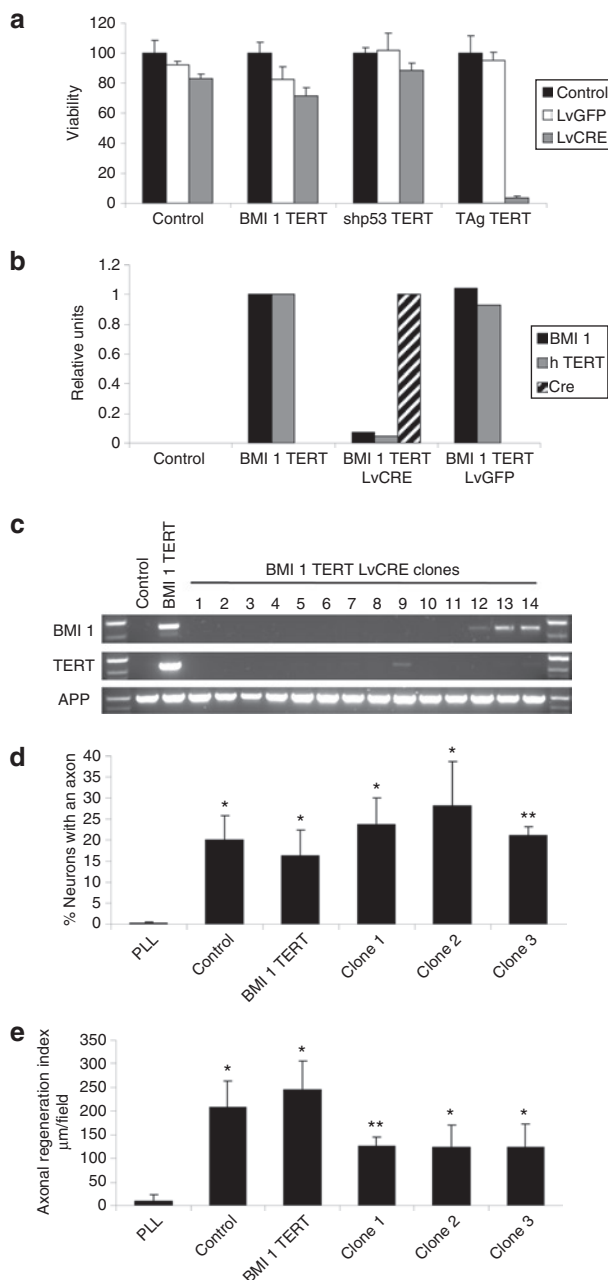 a
120
100
80
60
40
20
0
Viability
Control
BMI 1 TERT
shp53 TERT
TAg TERT
Control
LvGFP
LvCRE
b
1.2
1
0.8
0.6
0.4
0.2
0
Relative units
Control
BMI 1 TERT
BMI 1 TERT
LvCRE
BMI 1 TERT
LvGFP
BMI 1
h TERT
Cre
c
Control
BMI 1 TERT
BMI 1 TERT LvCRE clones
1 2 3 4 5 6 7 8 9 10 11 12 13 14
BMI 1
TERT
APP
d
40
35
30
25
20
15
10
5
0
% Neurons with an axon
* * * * **
PLL
Control
BMI 1 TERT
Clone 1
Clone 2
Clone 3
e
350
300
250
200
150
100
50
0
Axonal regeneration index
μm/field
* * ** * *
PLL
Control
BMI 1 TERT
Clone 1
Clone 2
Clone 3